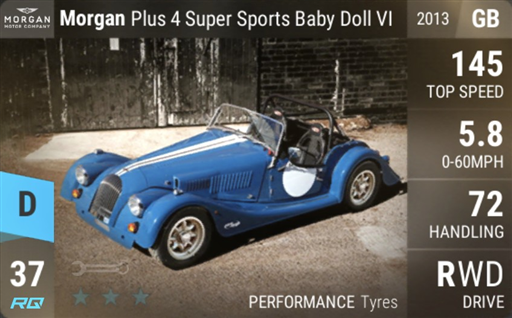 MORGAN
MOTOR COMPANY
Morgan Plus 4 Super Sports Baby Doll VI
2013 GB
145
TOP SPEED
5.8
0-60MPH
D
72
HANDLING
37
RQ
RWD
DRIVE
PERFORMANCE Tyres